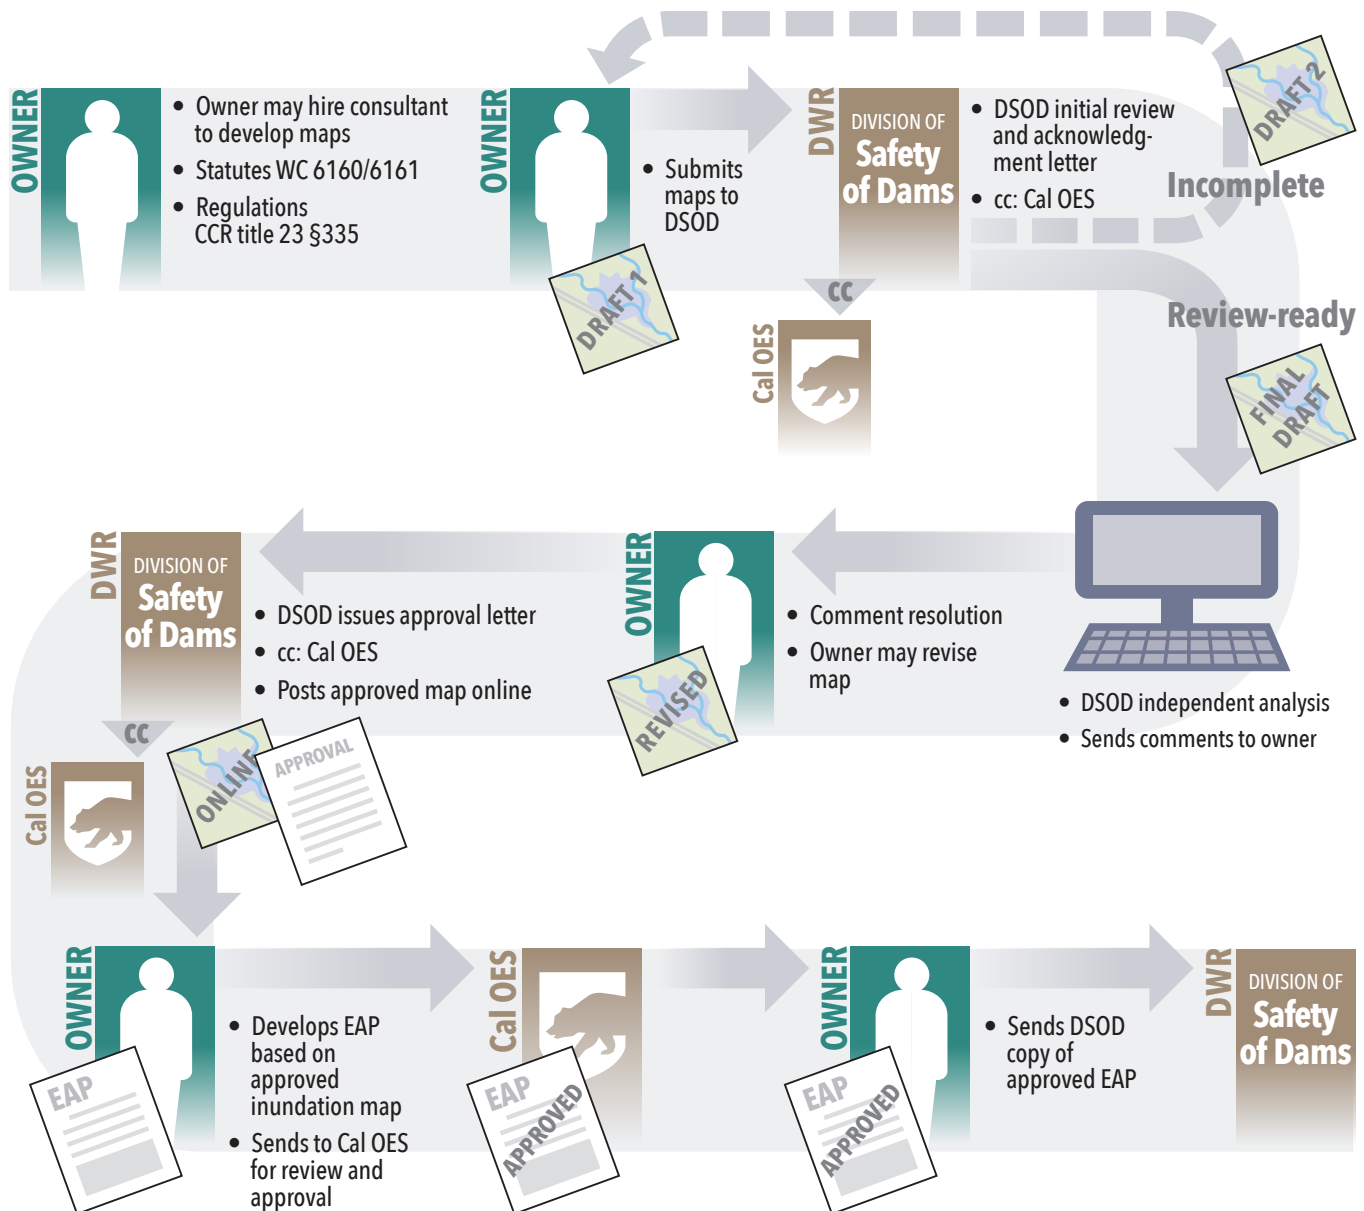 OWNER
• Owner may hire consultant
to develop maps
• Statutes WC 6160/6161
• Regulations
CCR title 23 §335
OWNER
DRAFT 1
• Submits
maps to
DSOD
DWR
DIVISION OF
Safety
of Dams
• DSOD initial review
and acknowledg-
ment letter
• cc: Cal OES
DRAFT 2
Incomplete
cc
Cal OES
Review-ready
FINAL
DRAFT
• DSOD independent analysis
• Sends comments to owner
OWNER
REVISED
• Comment resolution
• Owner may revise
map
DWR
DIVISION OF
Safety
of Dams
• DSOD issues approval letter
• cc: Cal OES
• Posts approved map online
cc
Cal OES
ONLINE
APPROVAL
OWNER
EAP
• Develops EAP
based on
approved
inundation map
• Sends to Cal OES
for review and
approval
Cal OES
EAP
APPROVED
OWNER
EAP
APPROVED
• Sends DSOD
copy of
approved EAP
DWR
DIVISION OF
Safety
of Dams